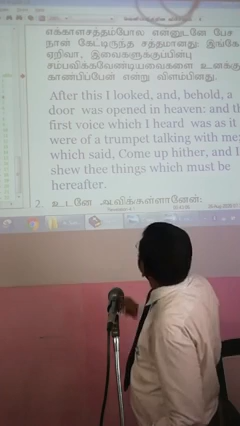 எக்காளசத்தம்போல என்னுடனே பேச
நான் கேட்டிருந்த சத்தமானது: இங்கே
ஏறிவா, இவைகளுக்குப்பின்பு
சம்பவிக்கவேண்டியவைகளை உனக்குக்
காண்பிப்பேன் என்று விளம்பினது.
After this I looked, and, behold, a
door was opened in heaven: and th
first voice which I heard was as it
were of a trumpet talking with me;
which said, Come up hither, and I
shew thee things which must be
hereafter.
2. உடனே ஆவிக்குள்ளானேன்;